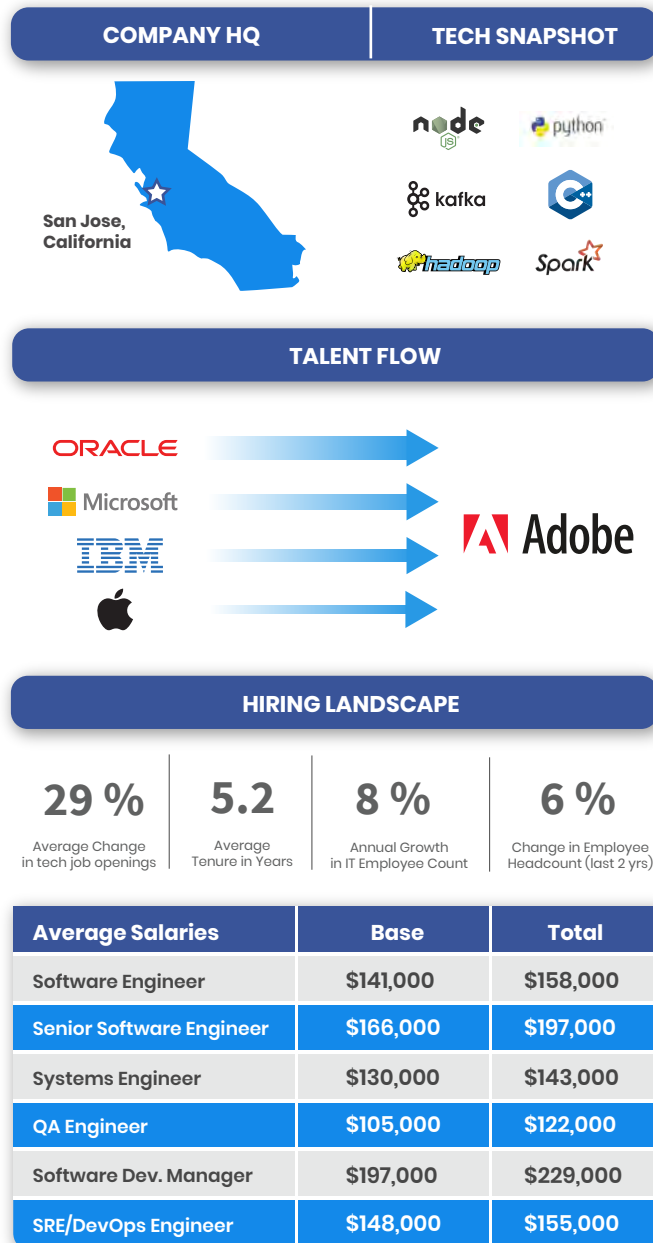 COMPANY HQ
TECH SNAPSHOT
San Jose,
California
node
JS
python
kafka
C++
hadoop
Spark
TALENT FLOW
ORACLE
Microsoft
IBM
Adobe
HIRING LANDSCAPE
29 %
Average Change
in tech job openings
5.2
Average
Tenure in Years
8 %
Annual Growth
in IT Employee Count
6 %
Change in Employee
Headcount (last 2 yrs)
Average Salaries Base Total
Software Engineer $141,000 $158,000
Senior Software Engineer $166,000 $197,000
Systems Engineer $130,000 $143,000
QA Engineer $105,000 $122,000
Software Dev. Manager $197,000 $229,000
SRE/DevOps Engineer $148,000 $155,000